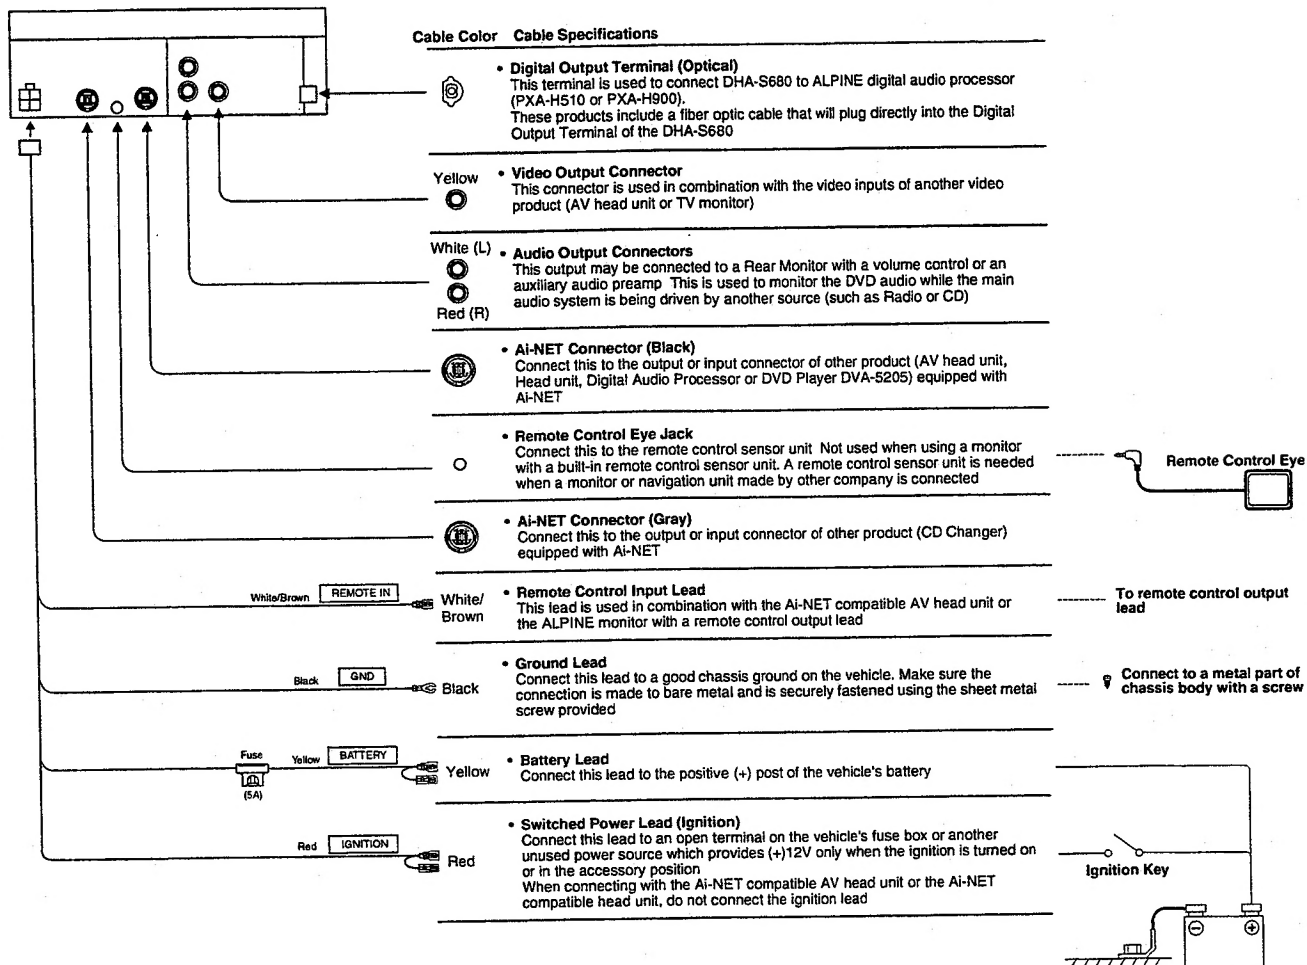 Cable Color Cable Specifications
• Digital Output Terminal (Optical)
This terminal is used to connect DHA-S680 to ALPINE digital audio processor
(PXA-H510 or PXA-H900).
These products include a fiber optic cable that will plug directly into the Digital
Output Terminal of the DHA-S680
Yellow
• Video Output Connector
This connector is used in combination with the video inputs of another video
product (AV head unit or TV monitor)
White (L)
Red (R)
• Audio Output Connectors
This output may be connected to a Rear Monitor with a volume control or an
auxiliary audio preamp This is used to monitor the DVD audio while the main
audio system is being driven by another source (such as Radio or CD)
• Ai-NET Connector (Black)
Connect this to the output or input connector of other product (AV head unit,
Head unit, Digital Audio Processor or DVD Player DVA-5205) equipped with
Ai-NET
• Remote Control Eye Jack
Connect this to the remote control sensor unit Not used when using a monitor
with a built-in remote control sensor unit. A remote control sensor unit is needed
when a monitor or navigation unit made by other company is connected
Remote Control Eye
• Ai-NET Connector (Gray)
Connect this to the output or input connector of other product (CD Changer)
equipped with Ai-NET
White/Brown REMOTE IN
White/
Brown
• Remote Control Input Lead
This lead is used in combination with the Ai-NET compatible AV head unit or
the ALPINE monitor with a remote control output lead
To remote control output
lead
Black GND
Black
• Ground Lead
Connect this lead to a good chassis ground on the vehicle. Make sure the
connection is made to bare metal and is securely fastened using the sheet metal
screw provided
Connect to a metal part of
chassis body with a screw
Fuse
(5A)
Yellow BATTERY
Yellow
• Battery Lead
Connect this lead to the positive (+) post of the vehicle's battery
Red IGNITION
Red
• Switched Power Lead (Ignition)
Connect this lead to an open terminal on the vehicle's fuse box or another
unused power source which provides (+)12V only when the ignition is turned on
or in the accessory position
When connecting with the Ai-NET compatible AV head unit or the Ai-NET
compatible head unit, do not connect the ignition lead
Ignition Key
− +